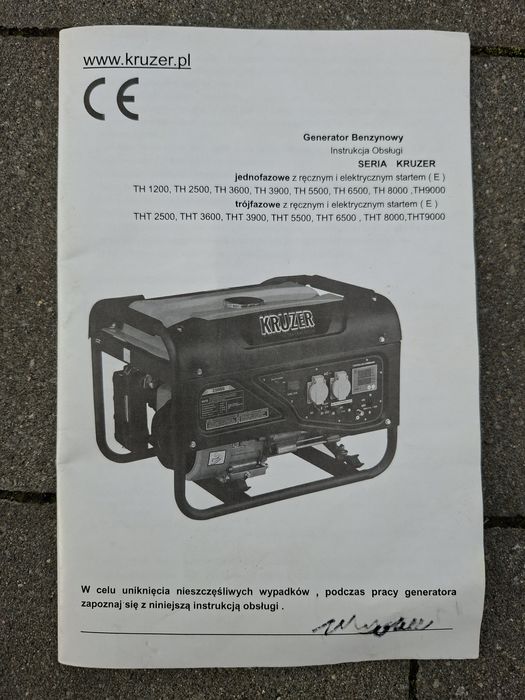 www.kruzer.pl
CE
Generator Benzynowy
Instrukcja Obsługi
SERIA KRUZER
jednofazowe z ręcznym i elektrycznym startem ( E )
TH 1200, TH 2500, TH 3600, TH 3900, TH 5500, TH 6500, TH 8000 ,TH9000
trójfazowe z ręcznym i elektrycznym startem ( E )
THT 2500, THT 3600, THT 3900, THT 5500, THT 6500 , THT 8000,THT9000
KRUZER
W celu uniknięcia nieszczęśliwych wypadków , podczas pracy generatora
zapoznaj się z niniejszą instrukcją obsługi .